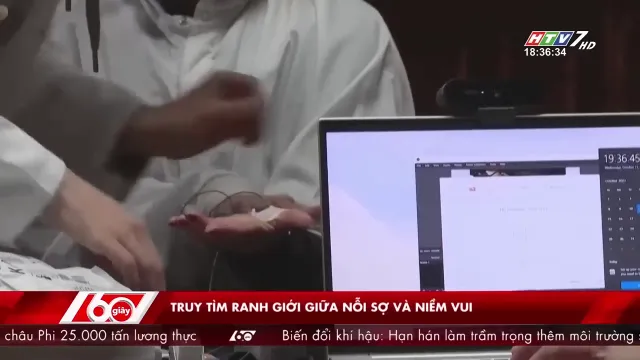 HTV7 HD
18:36:34
19:36:45
60 giây
TRUY TÌM RANH GIỚI GIỮA NỖI SỢ VÀ NIỀM VUI
châu Phi 25.000 tấn lương thực 60 giây Biến đổi khí hậu: Hạn hán làm trầm trọng thêm môi trường